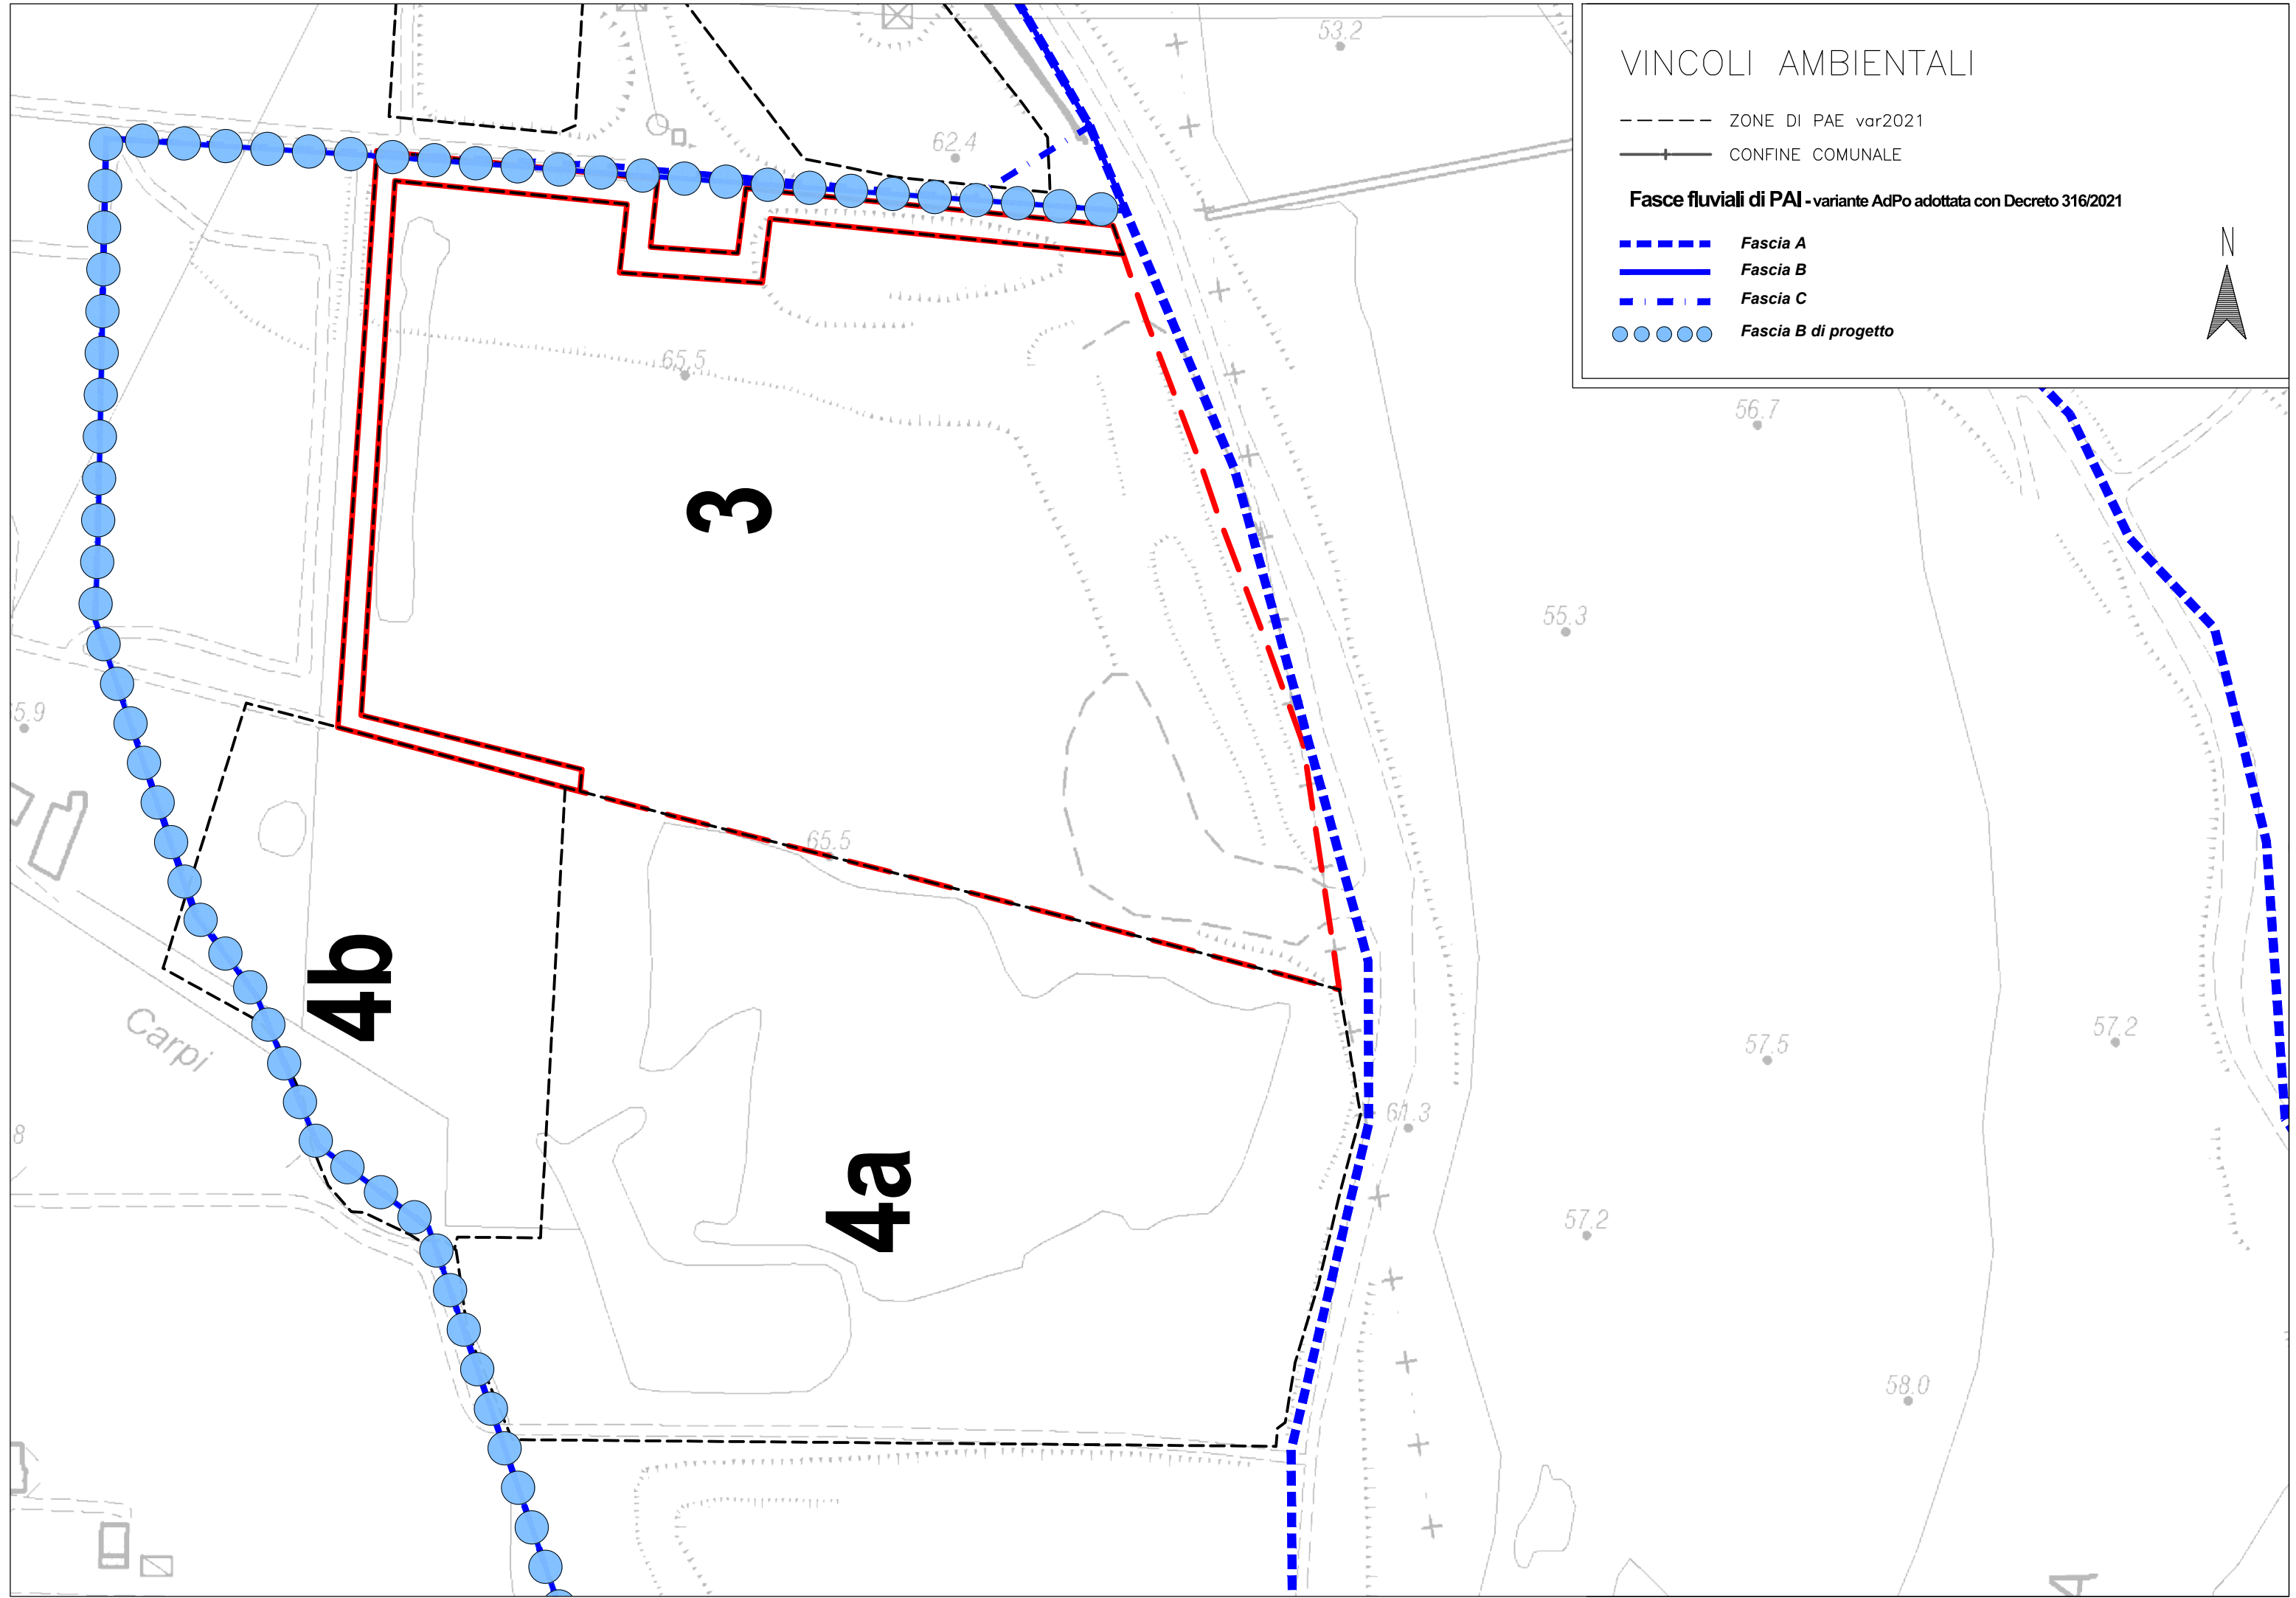 VINCOLI AMBIENTALI
ZONE DI PAE var2021
CONFINE COMUNALE
Fasce fluviali di PAI - variante AdPo adottata con Decreto 316/2021
Fascia A
Fascia B
Fascia C
Fascia B di progetto
N
53.2
62.4
65.5
56.7
3
55.3
5.9
65.5
4b
Carpi
57.5
57.2
61.3
8
4a
57.2
58.0